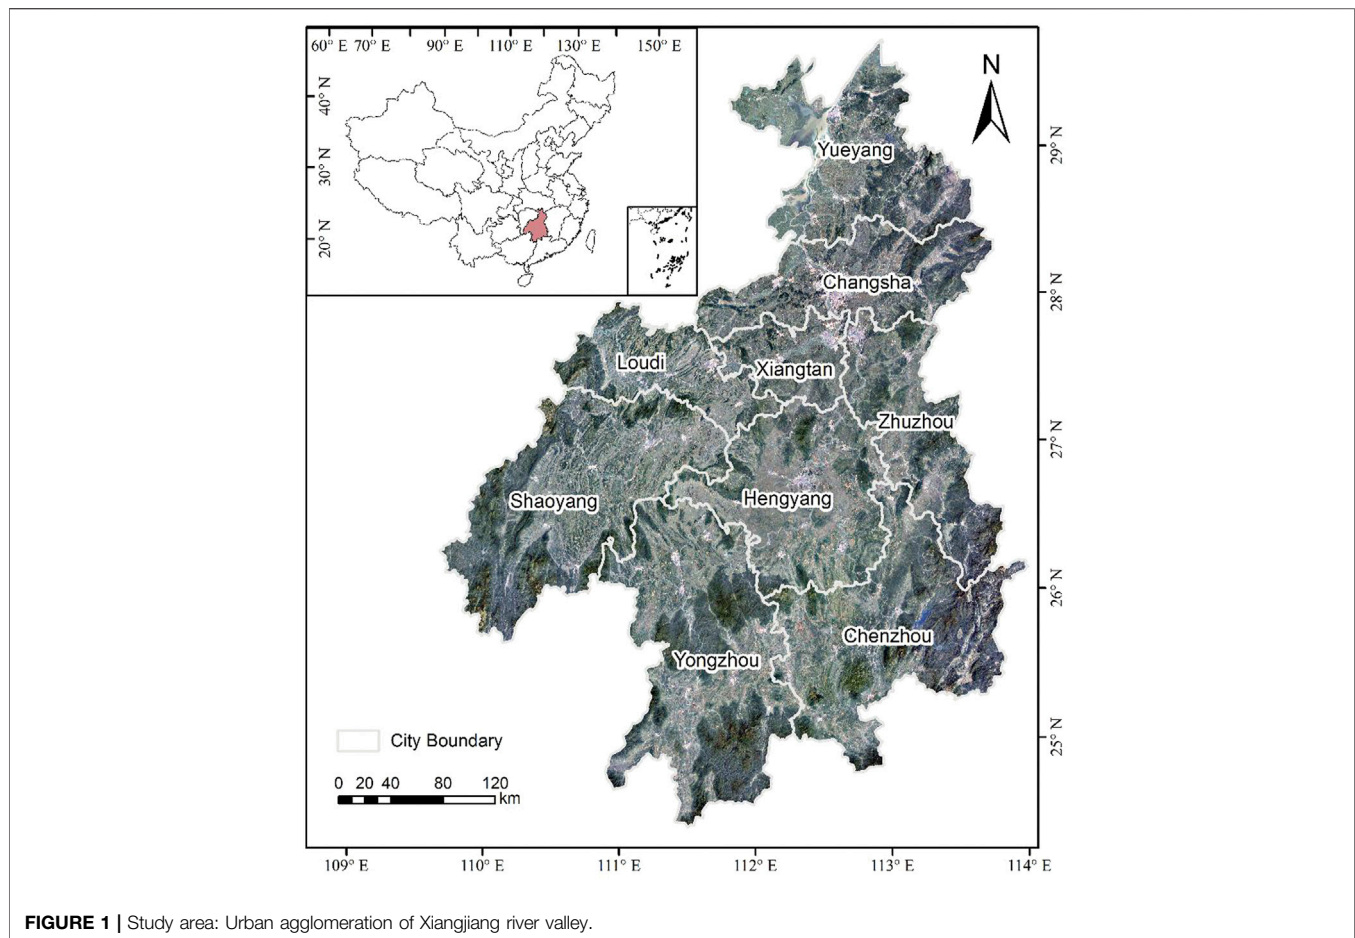 60° E 70° E 90° E 110° E 130° E 150° E
40° N
30° N
20° N
N
29° N
28° N
27° N
26° N
25° N
Yueyang
Changsha
Loudi
Xiangtan
Zhuzhou
Shaoyang
Hengyang
Chenzhou
Yongzhou
City Boundary
0 20 40 80 120
km
109° E 110° E 111° E 112° E 113° E 114° E
FIGURE 1 | Study area: Urban agglomeration of Xiangjiang river valley.